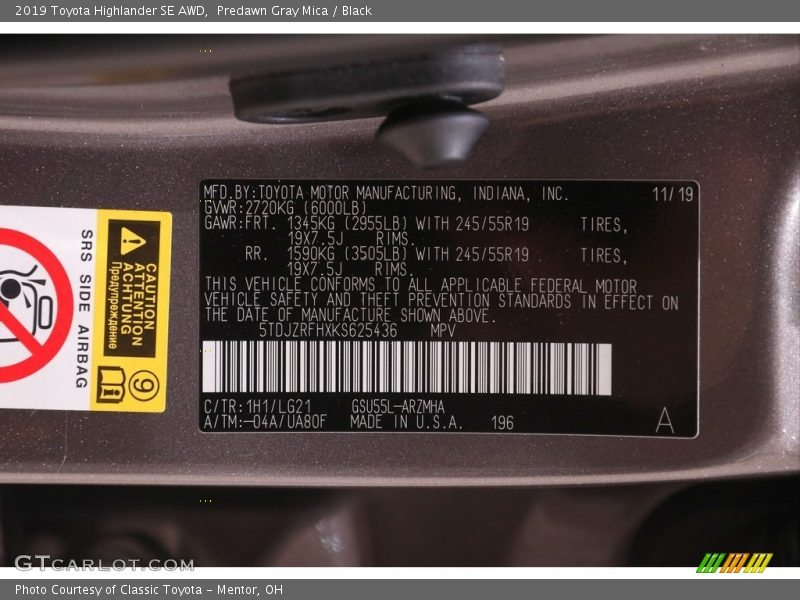 2019 Toyota Highlander SE AWD, Predawn Gray Mica / Black
MFD.BY:TOYOTA MOTOR MANUFACTURING, INDIANA, INC. 11/19
GVWR:2720KG (6000LB)
GAWR:FRT. 1345KG (2955LB) WITH 245/55R19 TIRES,
19X7.5J RIMS.
RR. 1590KG (3505LB) WITH 245/55R19 TIRES,
19X7.5J RIMS.
THIS VEHICLE CONFORMS TO ALL APPLICABLE FEDERAL MOTOR
VEHICLE SAFETY AND THEFT PREVENTION STANDARDS IN EFFECT ON
THE DATE OF MANUFACTURE SHOWN ABOVE.
5TDJZRFHXKS625436 MPV
C/TR:1H1/LG21 GSU55L-ARZMHA
A/TM:-04A/UA80F MADE IN U.S.A. 196
A
CAUTION
ATTENTION
ACHTUNG
Предупреждение
9
SRS SIDE AIRBAG
GTCARLOT.COM
Photo Courtesy of Classic Toyota - Mentor, OH